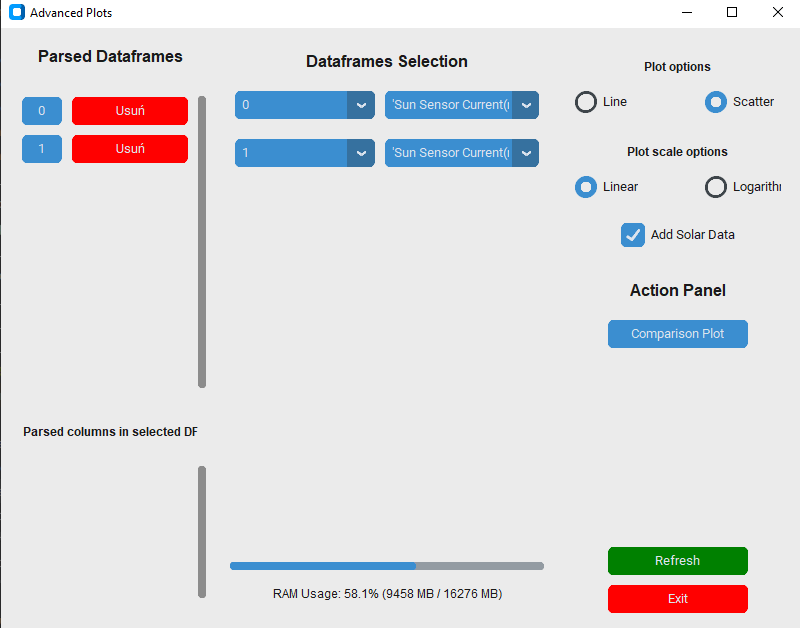 Advanced Plots
Parsed Dataframes
0 Usuń
1 Usuń
Parsed columns in selected DF
Dataframes Selection
0 'Sun Sensor Current(
1 'Sun Sensor Current(
RAM Usage: 58.1% (9458 MB / 16276 MB)
Plot options
Line Scatter
Plot scale options
Linear Logarith
Add Solar Data
Action Panel
Comparison Plot
Refresh
Exit